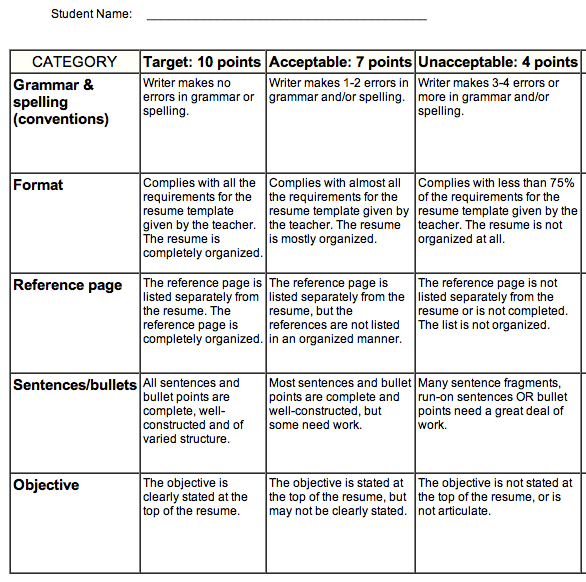 Student Name:
CATEGORY Target: 10 points Acceptable: 7 points Unacceptable: 4 points
Grammar &
spelling
(conventions)
Writer makes no
errors in grammar or
spelling.
Writer makes 1-2 errors in
grammar and/or spelling.
Writer makes 3-4 errors or
more in grammar and/or
spelling.
Format
Complies with all the
requirements for the
resume template
given by the teacher.
The resume is
completely organized.
Complies with almost all
the requirements for the
resume template given by
the teacher. The resume
is mostly organized.
Complies with less than 75%
of the requirements for the
resume template given by the
teacher. The resume is not
organized at all.
Reference page
The reference page is
listed separately from
the resume. The
reference page is
completely organized.
The reference page is
listed separately from the
resume, but the
references are not listed
in an organized manner.
The reference page is not
listed separately from the
resume or is not completed.
The list is not organized.
Sentences/bullets
All sentences and
bullet points are
complete, well-
constructed and of
varied structure.
Most sentences and bullet
points are complete and
well-constructed, but
some need work.
Many sentence fragments,
run-on sentences OR bullet
points need a great deal of
work.
Objective
The objective is
clearly stated at the
top of the resume.
The objective is stated at
the top of the resume, but
may not be clearly stated.
The objective is not stated at
the top of the resume, or is
not articulate.